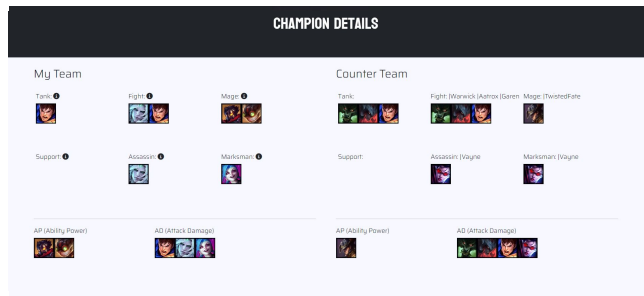 CHAMPION DETAILS
My Team
Counter Team
Tank:
Fight:
Mage:
Tank:
Fight: |Warwick |Aatrox |Garen
Mage: |TwistedFate
Support:
Assassin:
Marksman:
Support:
Assassin: |Vayne
Marksman: |Vayne
AP (Ability Power)
AD (Attack Damage)
AP (Ability Power)
AD (Attack Damage)